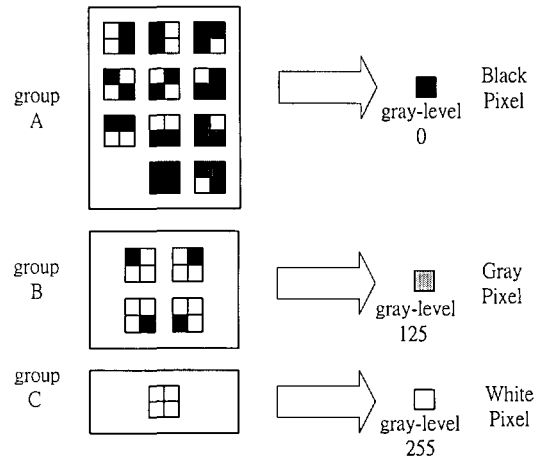 group
A
gray-level
0
Black
Pixel
group
B
gray-level
125
Gray
Pixel
group
C
gray-level
255
White
Pixel